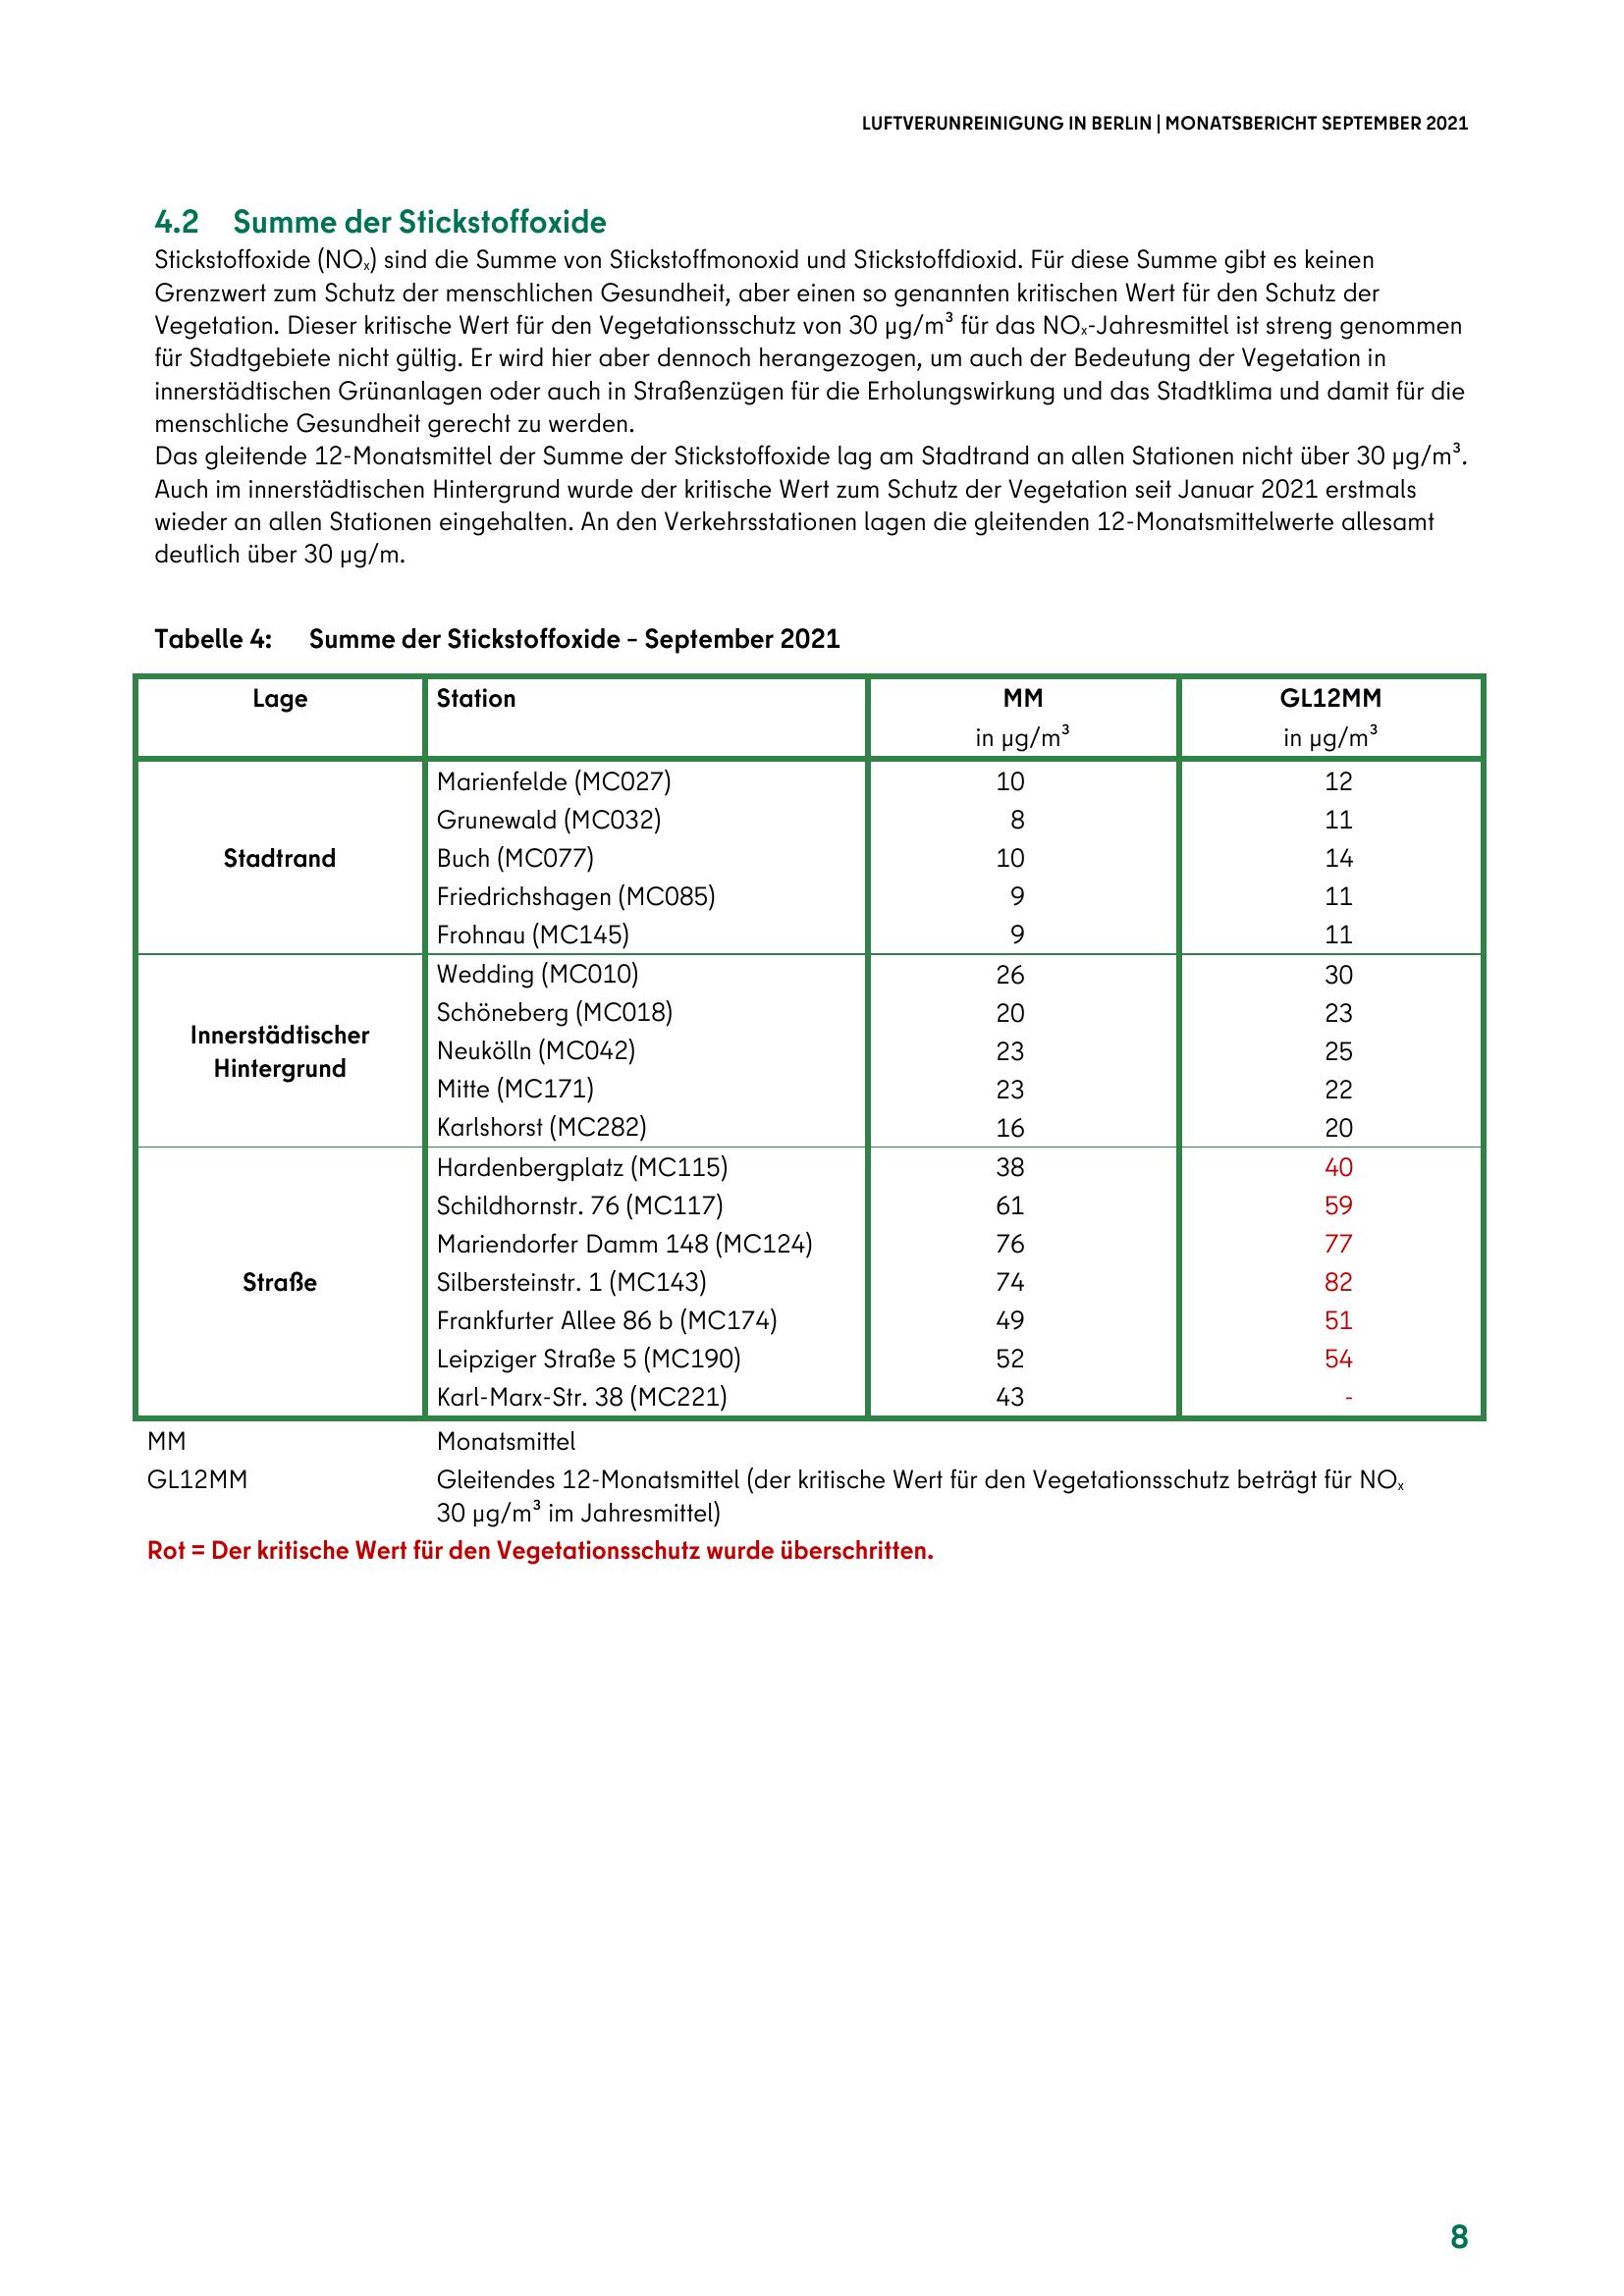 LUFTVERUNREINIGUNG IN BERLIN | MONATSBERICHT SEPTEMBER 2021
4.2 Summe der Stickstoffoxide
Stickstoffoxide (NOₓ) sind die Summe von Stickstoffmonoxid und Stickstoffdioxid. Für diese Summe gibt es keinen
Grenzwert zum Schutz der menschlichen Gesundheit, aber einen so genannten kritischen Wert für den Schutz der
Vegetation. Dieser kritische Wert für den Vegetationsschutz von 30 µg/m³ für das NOₓ-Jahresmittel ist streng genommen
für Stadtgebiete nicht gültig. Er wird hier aber dennoch herangezogen, um auch der Bedeutung der Vegetation in
innerstädtischen Grünanlagen oder auch in Straßenzügen für die Erholungswirkung und das Stadtklima und damit für die
menschliche Gesundheit gerecht zu werden.
Das gleitende 12-Monatsmittel der Summe der Stickstoffoxide lag am Stadtrand an allen Stationen nicht über 30 µg/m³.
Auch im innerstädtischen Hintergrund wurde der kritische Wert zum Schutz der Vegetation seit Januar 2021 erstmals
wieder an allen Stationen eingehalten. An den Verkehrsstationen lagen die gleitenden 12-Monatsmittelwerte allesamt
deutlich über 30 µg/m.
Tabelle 4: Summe der Stickstoffoxide – September 2021
Lage Station MM GL12MM
in µg/m³ in µg/m³
Marienfelde (MC027) 10 12
Grunewald (MC032) 8 11
Stadtrand Buch (MC077) 10 14
Friedrichshagen (MC085) 9 11
Frohnau (MC145) 9 11
Wedding (MC010) 26 30
Schöneberg (MC018) 20 23
Innerstädtischer
Hintergrund
Neukölln (MC042) 23 25
Mitte (MC171) 23 22
Karlshorst (MC282) 16 20
Hardenbergplatz (MC115) 38 40
Schildhornstr. 76 (MC117) 61 59
Mariendorfer Damm 148 (MC124) 76 77
Straße Silbersteinstr. 1 (MC143) 74 82
Frankfurter Allee 86 b (MC174) 49 51
Leipziger Straße 5 (MC190) 52 54
Karl-Marx-Str. 38 (MC221) 43 -
MM Monatsmittel
GL12MM Gleitendes 12-Monatsmittel (der kritische Wert für den Vegetationsschutz beträgt für NOₓ
30 µg/m³ im Jahresmittel)
Rot = Der kritische Wert für den Vegetationsschutz wurde überschritten.
8